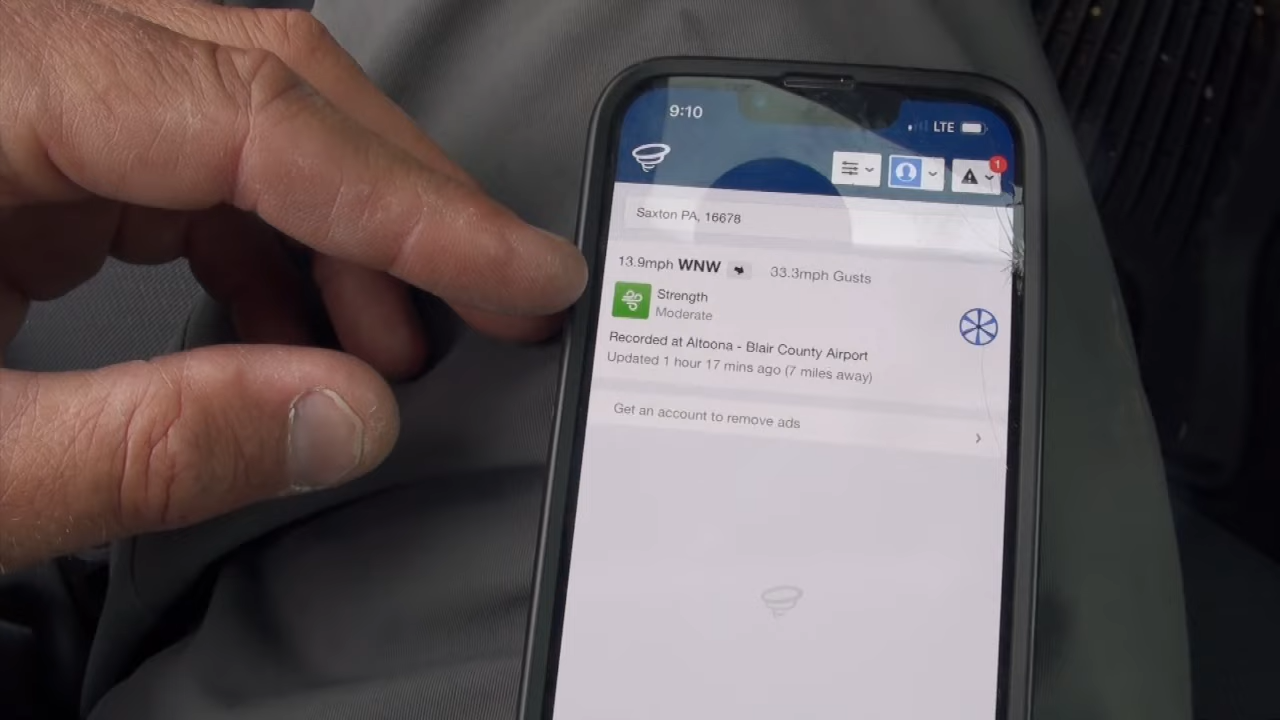 9:10
LTE
1
Saxton PA, 16678
13.9mph WNW
33.3mph Gusts
Strength
Moderate
Recorded at Altoona - Blair County Airport
Updated 1 hour 17 mins ago (7 miles away)
Get an account to remove ads